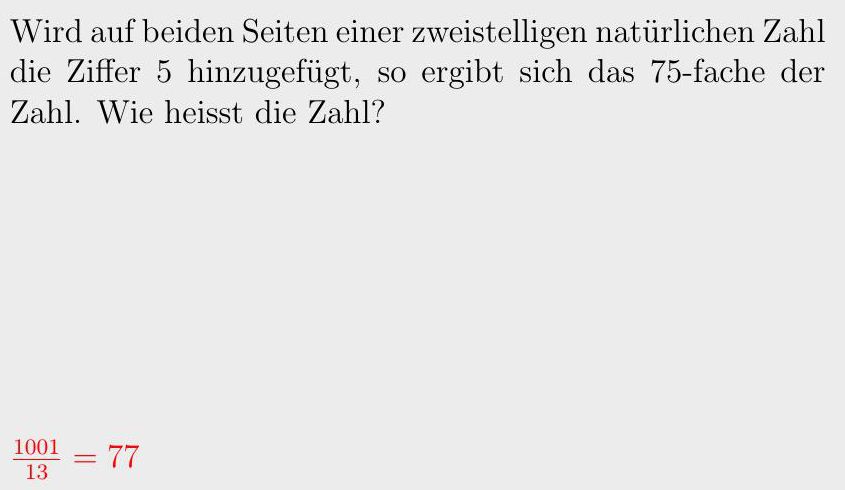 Wird auf beiden Seiten einer zweistelligen natürlichen Zahl
die Ziffer 5 hinzugefügt, so ergibt sich das 75-fache der
Zahl. Wie heisst die Zahl?
1001/13 = 77